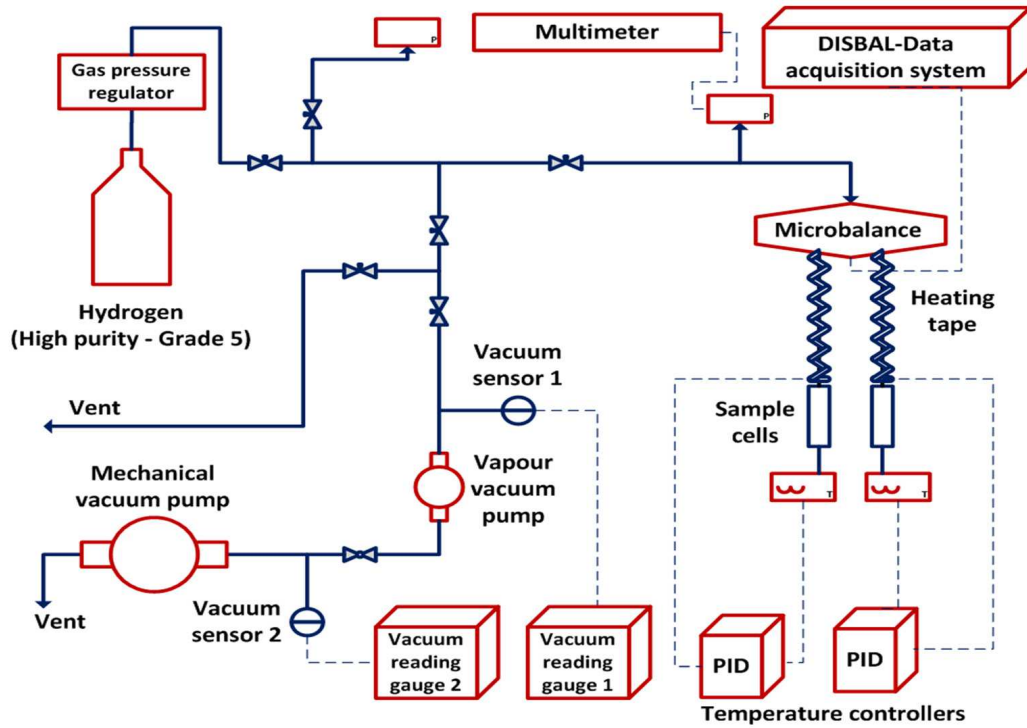 P
Multimeter
DISBAL-Data
acquisition system
Gas pressure
regulator
P
Microbalance
Hydrogen
(High purity - Grade 5)
Heating
tape
Vacuum
sensor 1
Vent
Sample
cells
Mechanical
vacuum pump
Vapour
vacuum
pump
T
T
Vent
Vacuum
sensor 2
Vacuum
reading
gauge 2
Vacuum
reading
gauge 1
PID
PID
Temperature controllers